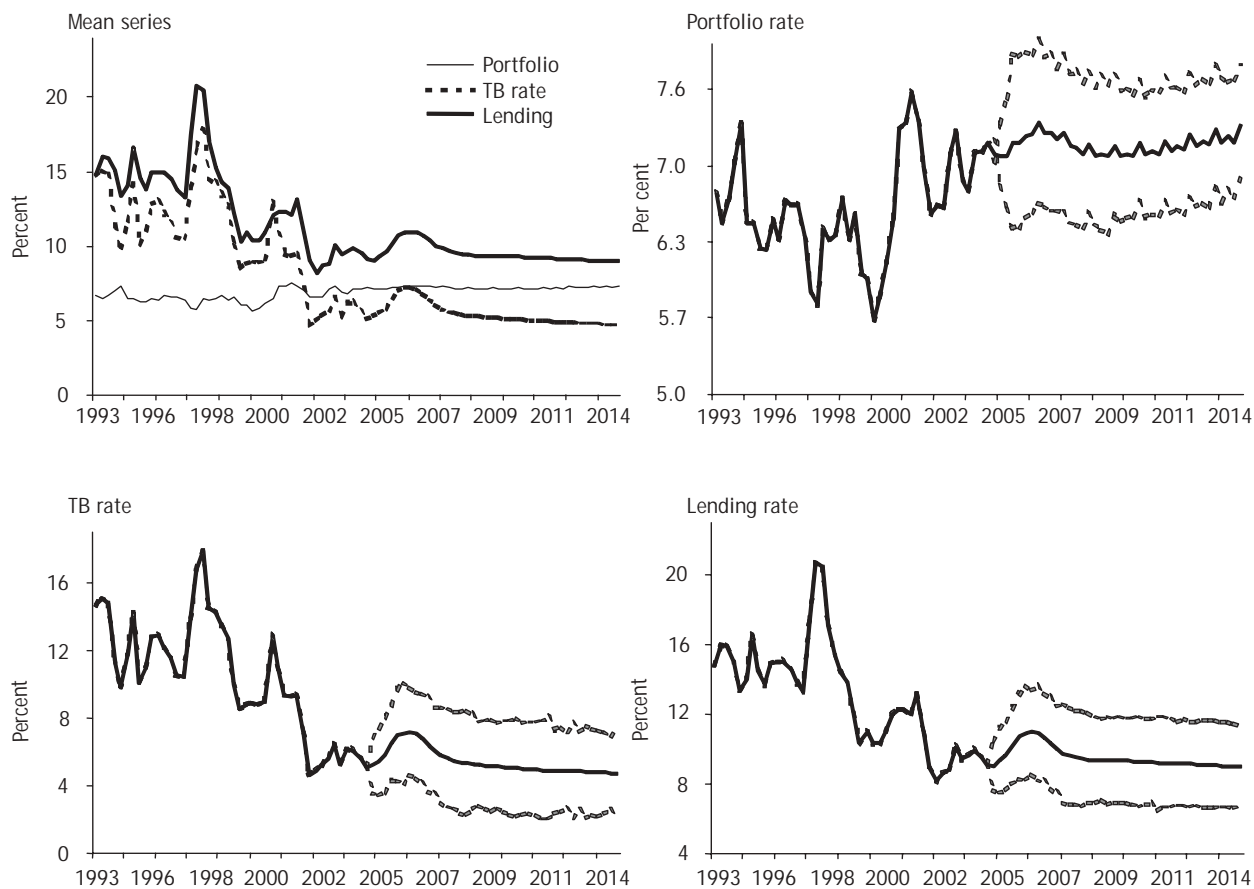 Mean series
Percent
20
15
10
5
0
Portfolio
TB rate
Lending
1993 1996 1998 2000 2002 2005 2007 2009 2011 2014
Portfolio rate
Per cent
7.6
7.0
6.3
5.7
5.0
1993 1996 1998 2000 2002 2005 2007 2009 2011 2014
TB rate
Percent
16
12
8
4
0
1993 1996 1998 2000 2002 2005 2007 2009 2011 2014
Lending rate
Percent
20
16
12
8
4
1993 1996 1998 2000 2002 2005 2007 2009 2011 2014